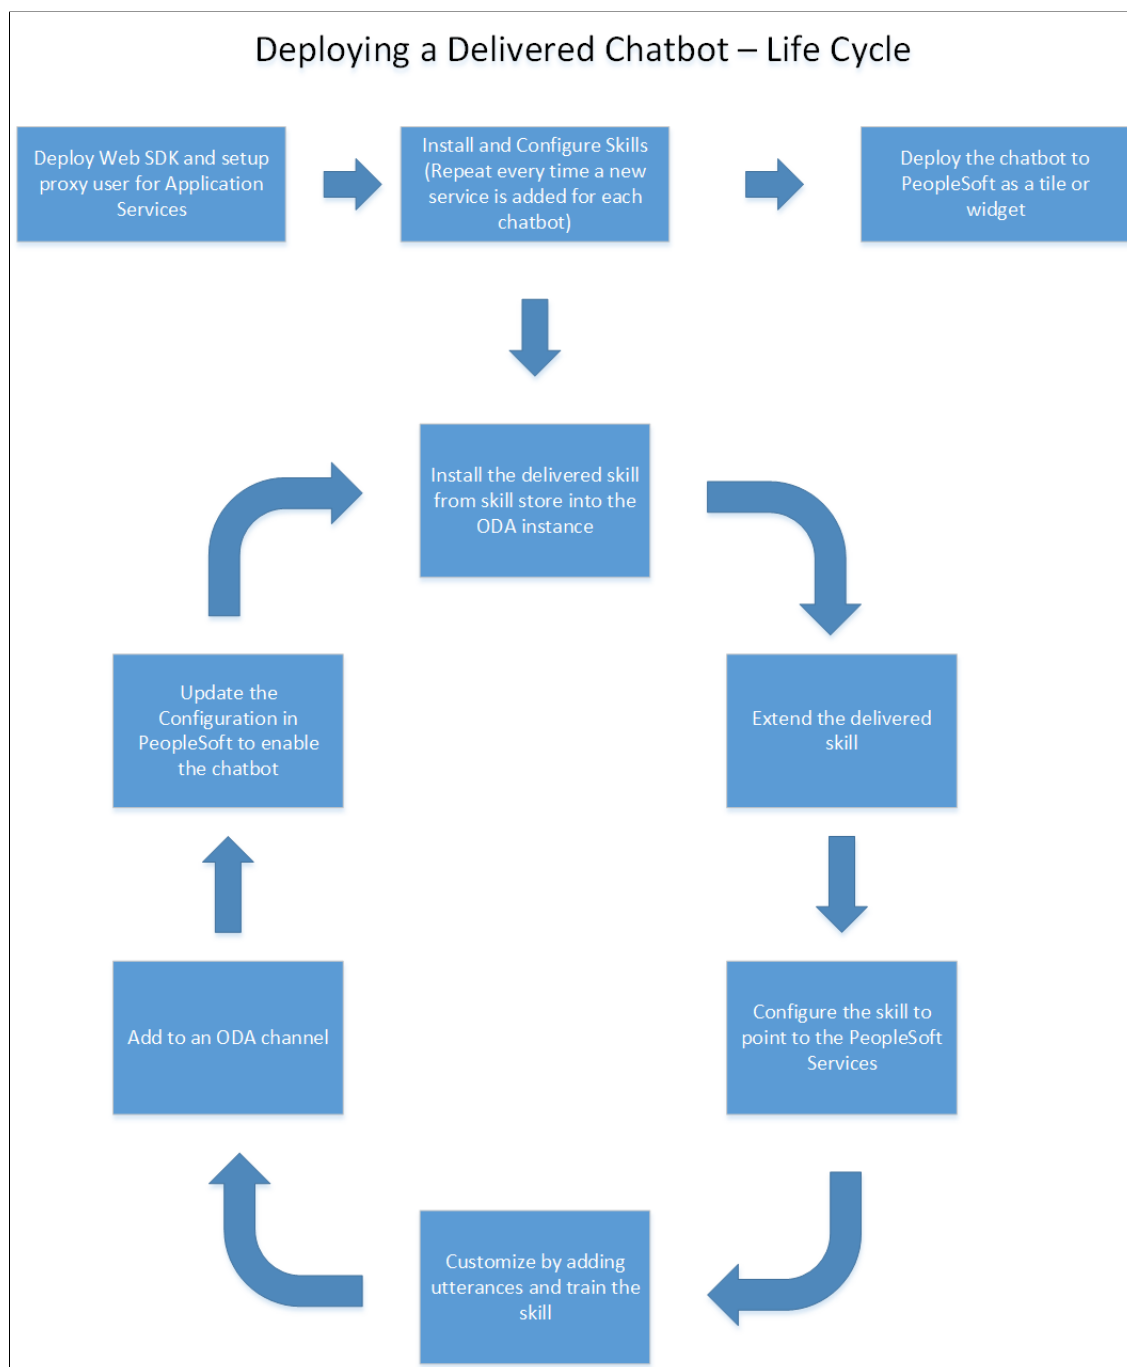 Deploying a Delivered Chatbot – Life Cycle
Deploy Web SDK and setup
proxy user for Application
Services
Install and Configure Skills
(Repeat every time a new
service is added for each
chatbot)
Deploy the chatbot to
PeopleSoft as a tile or
widget
Install the delivered skill
from skill store into the
ODA instance
Extend the delivered
skill
Configure the skill to
point to the PeopleSoft
Services
Customize by adding
utterances and train the
skill
Add to an ODA channel
Update the
Configuration in
PeopleSoft to enable
the chatbot